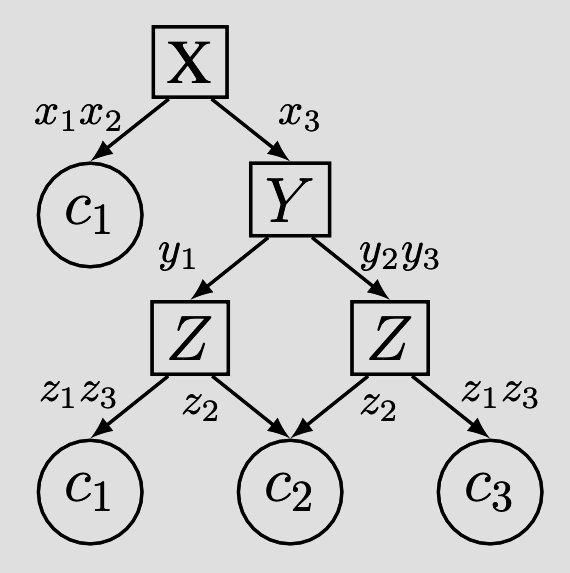 X
x₁x₂ x₃
c₁ Y
y₁ y₂y₃
Z Z
z₁z₃ z₂ z₂ z₁z₃
c₁ c₂ c₃